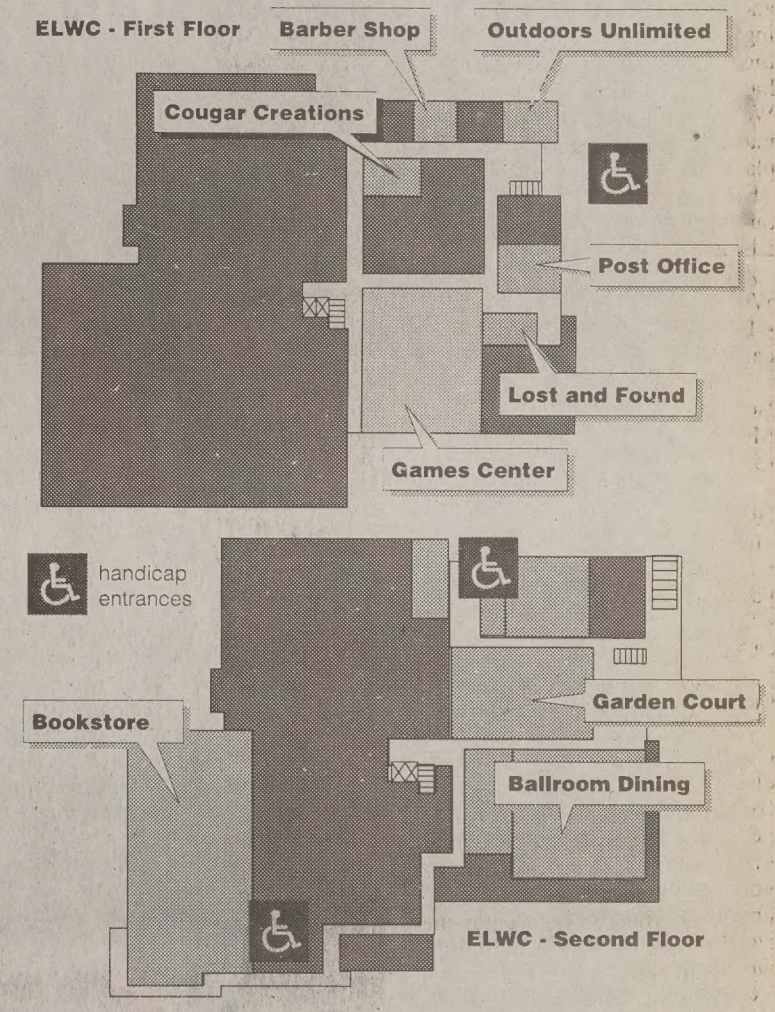 ELWC - First Floor
Barber Shop
Outdoors Unlimited
Cougar Creations
Post Office
Lost and Found
Games Center
handicap
entrances
Bookstore
Garden Court
Ballroom Dining
ELWC - Second Floor